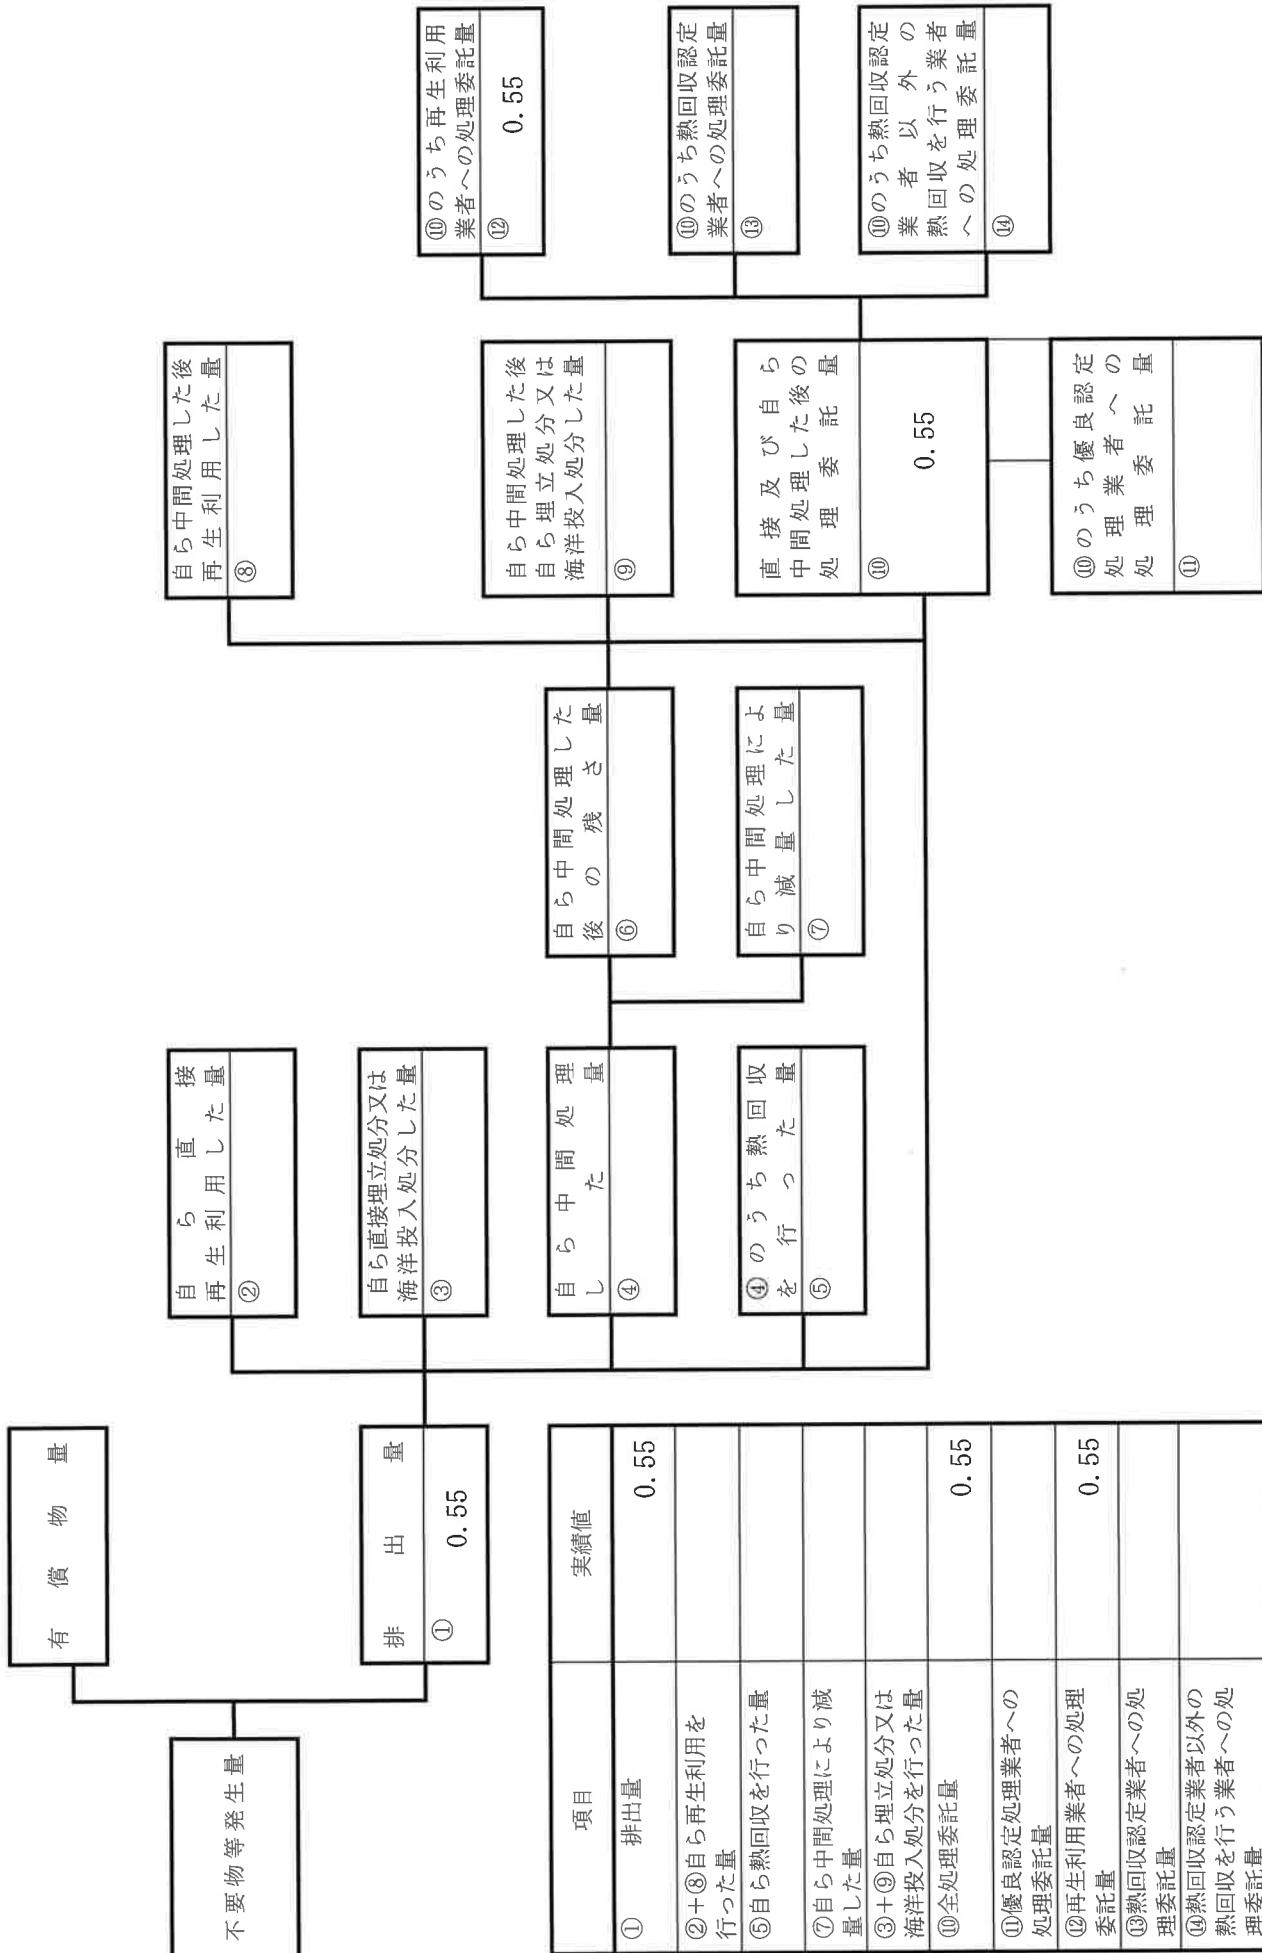 不要物等発生量
有償物量
排出量
① 0.55
自ら直接
再生利用した量
②
自ら直接埋立処分又は
海洋投入処分した量
③
自ら中間処理
した量
④
④のうち熱回収
を行った量
⑤
自ら中間処理した
後の残さ量
⑥
自ら中間処理によ
り減量した量
⑦
自ら中間処理した後
再生利用した量
⑧
自ら中間処理した後
自ら埋立処分又は
海洋投入処分した量
⑨
直接及び自ら
中間処理した後の
処理委託量
⑩
0.55
⑩のうち優良認定
処理業者への
処理委託量
⑪
⑩のうち再生利用
業者への処理委託量
⑫ 0.55
⑩のうち熱回収認定
業者への処理委託量
⑬
⑩のうち熱回収認定
業者以外の
熱回収を行う業者
への処理委託量
⑭
項目 実績値
① 排出量 0.55
②+⑧自ら再生利用を
行った量
⑤自ら熱回収を行った量
⑦自ら中間処理により減
量した量
③+⑨自ら埋立処分又は
海洋投入処分を行った量
⑩全処理委託量 0.55
⑪優良認定処理業者への
処理委託量
⑫再生利用業者への処理
委託量 0.55
⑬熱回収認定業者への処
理委託量
⑭熱回収認定業者以外の
熱回収を行う業者への処
理委託量